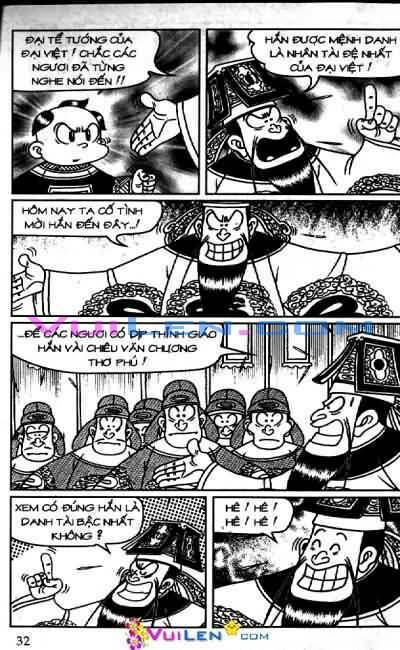 ĐẠI TỂ TƯỚNG CỦA
ĐẠI VIỆT! CHẮC CÁC
NGƯƠI ĐÃ TỪNG
NGHE NÓI ĐẾN!!
HẮN ĐƯỢC MỆNH DANH
LÀ NHÂN TÀI ĐỆ NHẤT
CỦA ĐẠI VIỆT!
HÔM NAY TA CỐ TÌNH
MỜI HẮN ĐẾN ĐÂY...!
VUILEN.COM
...ĐỂ CÁC NGƯƠI CÓ DỊP THỈNH GIÁO
HẮN VÀI CHIÊU VĂN CHƯƠNG
THƠ PHÚ!
XEM CÓ ĐÚNG HẮN LÀ
DANH TÀI BẬC NHẤT
KHÔNG?
HÊ! HÊ!
HÊ! HÊ!
32
VUILEN.COM